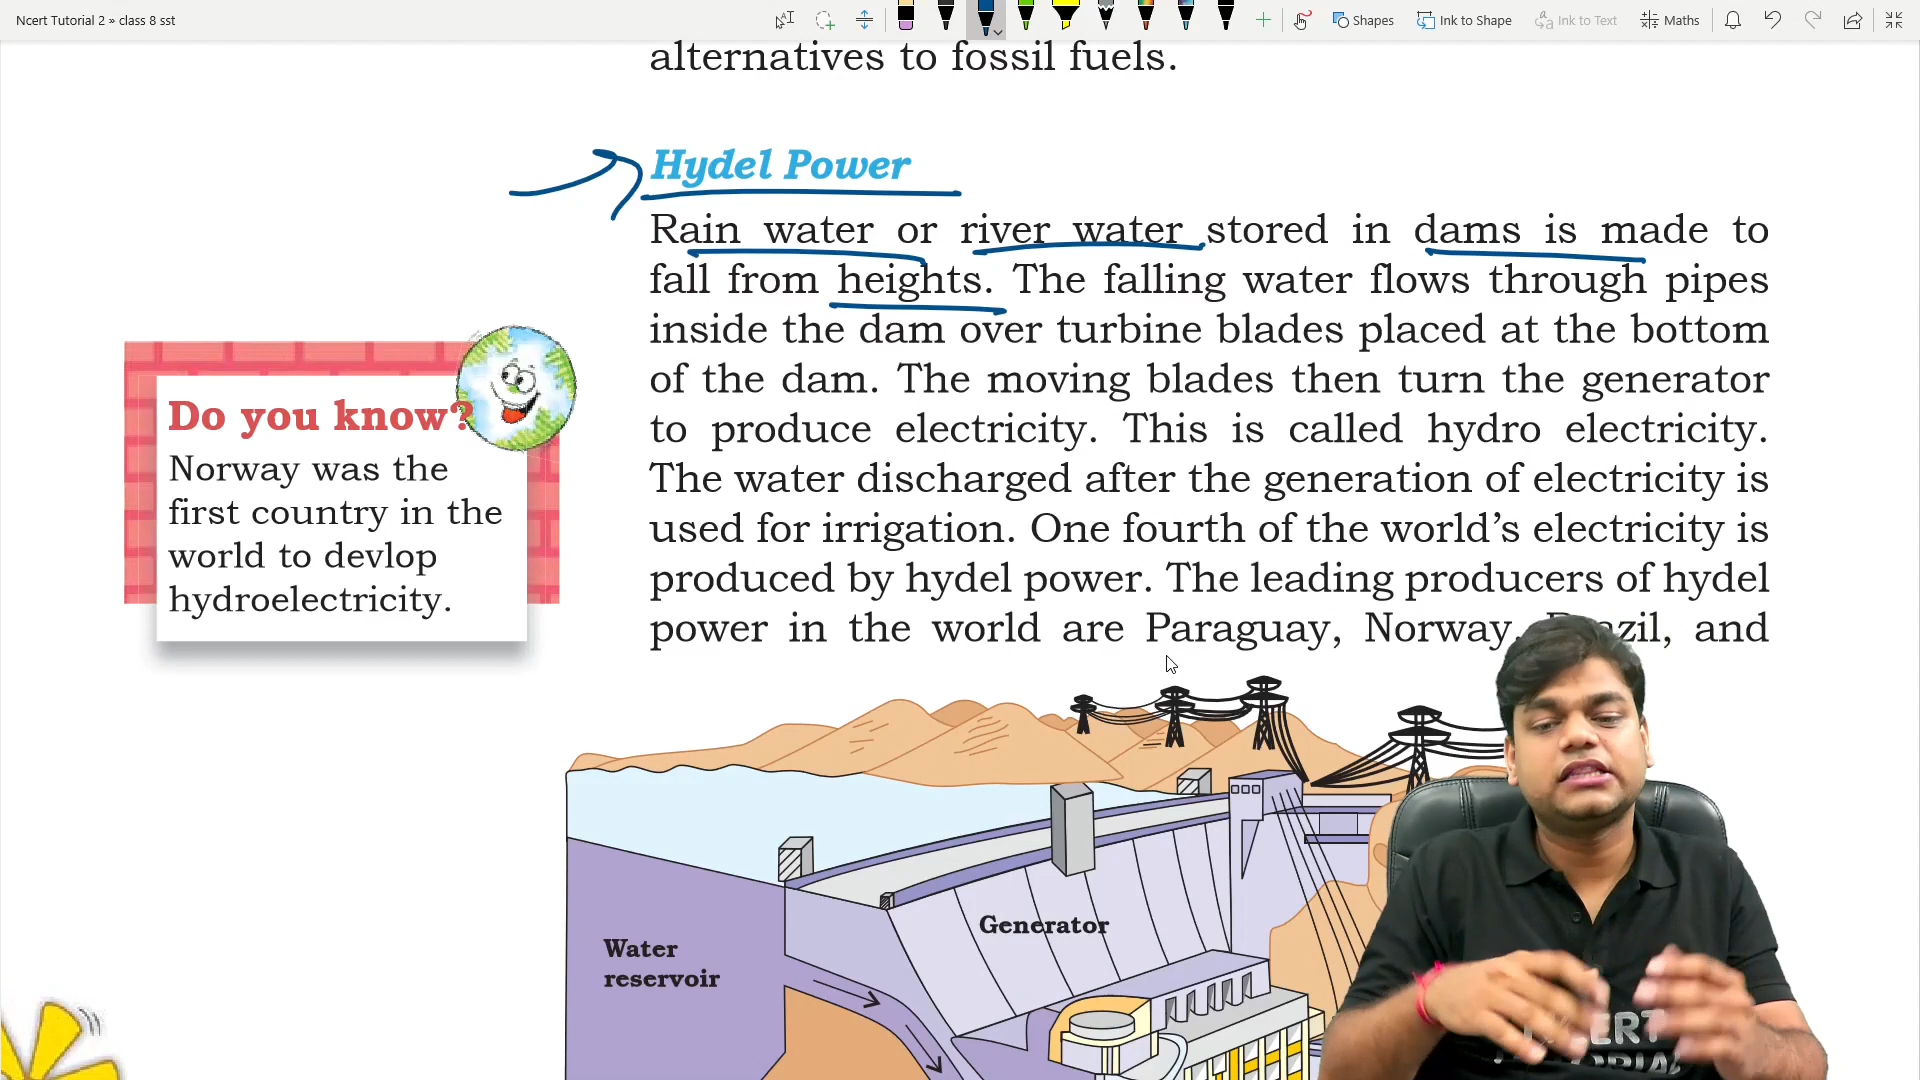 Ncert Tutorial 2 » class 8 sst
Shapes
Ink to Shape
Ink to Text
Maths
alternatives to fossil fuels.
Hydel Power
Rain water or river water stored in dams is made to
fall from heights. The falling water flows through pipes
inside the dam over turbine blades placed at the bottom
of the dam. The moving blades then turn the generator
to produce electricity. This is called hydro electricity.
The water discharged after the generation of electricity is
used for irrigation. One fourth of the world’s electricity is
produced by hydel power. The leading producers of hydel
power in the world are Paraguay, Norway, Brazil, and
Do you know?
Norway was the
first country in the
world to devlop
hydroelectricity.
Generator
Water
reservoir